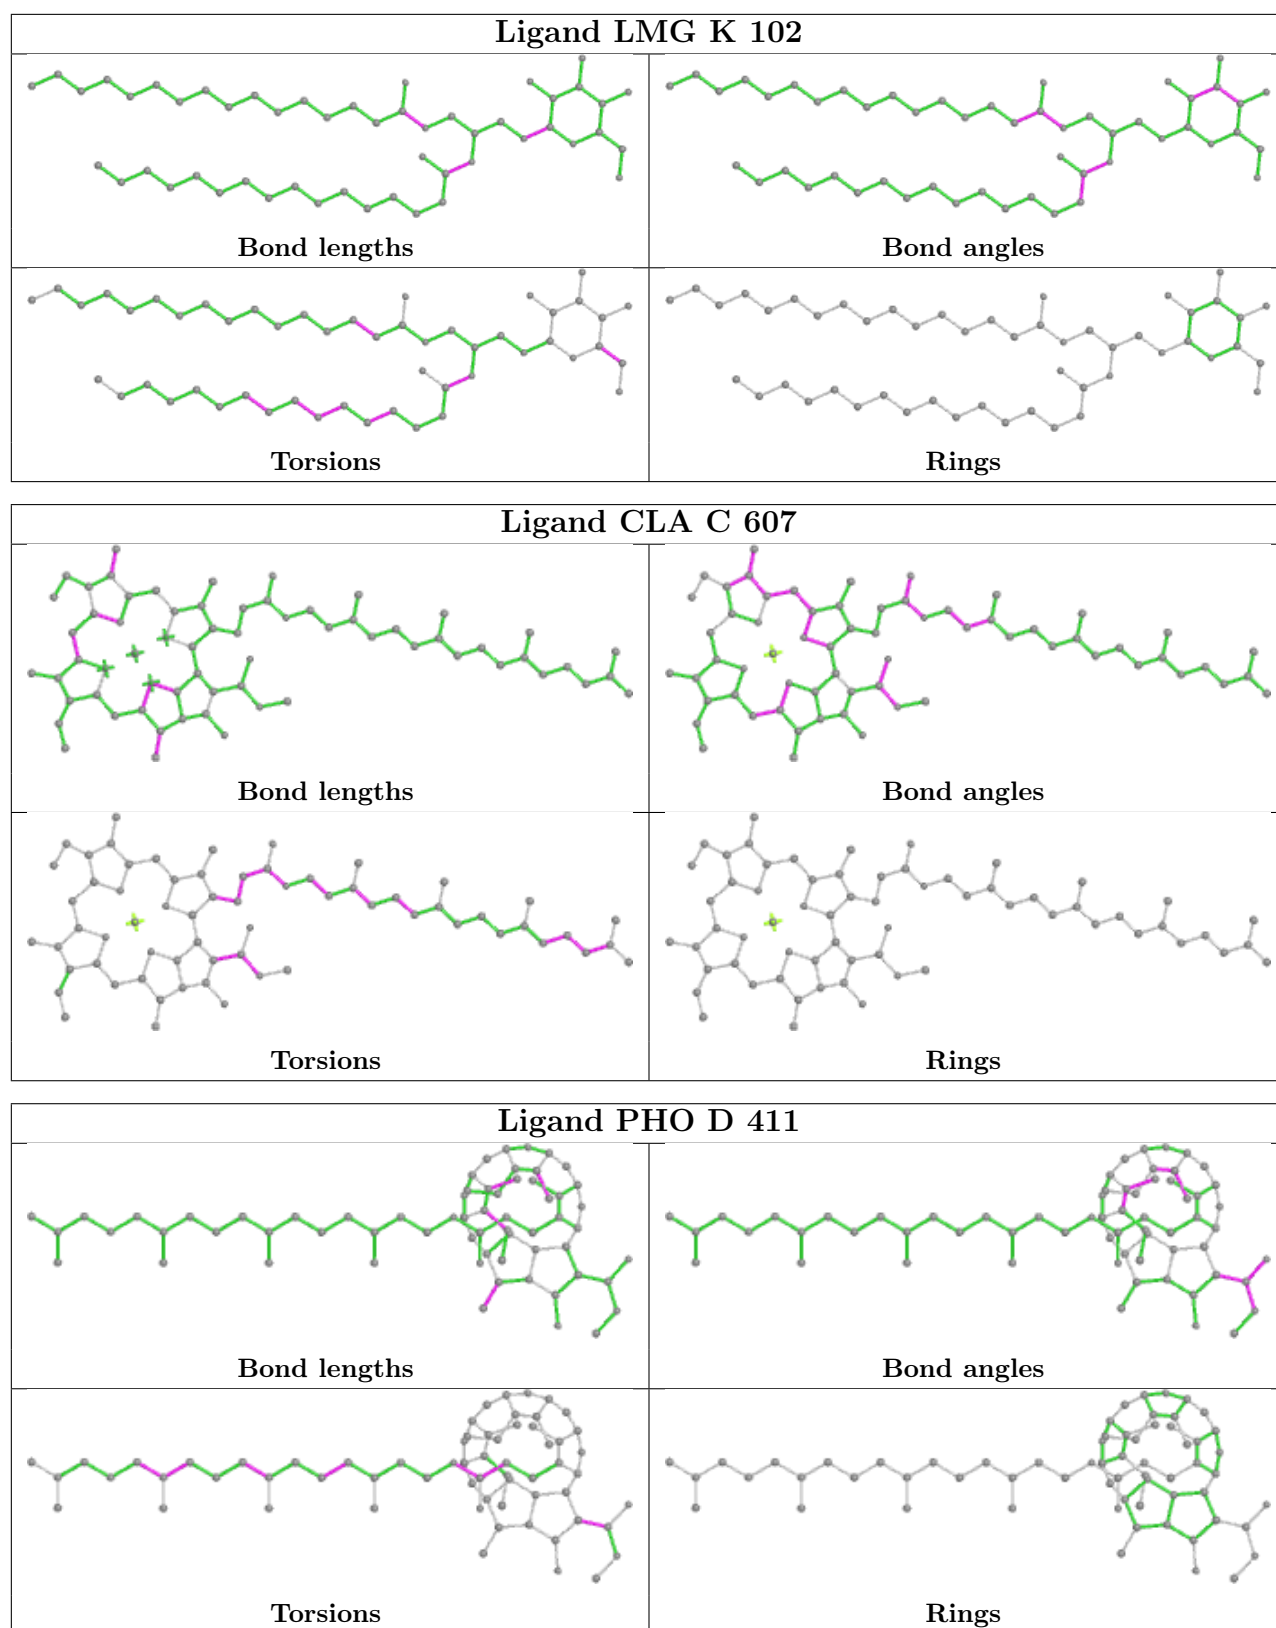 Ligand LMG K 102
Bond lengths
Bond angles
Torsions
Rings
Ligand CLA C 607
Bond lengths
Bond angles
Torsions
Rings
Ligand PHO D 411
Bond lengths
Bond angles
Torsions
Rings